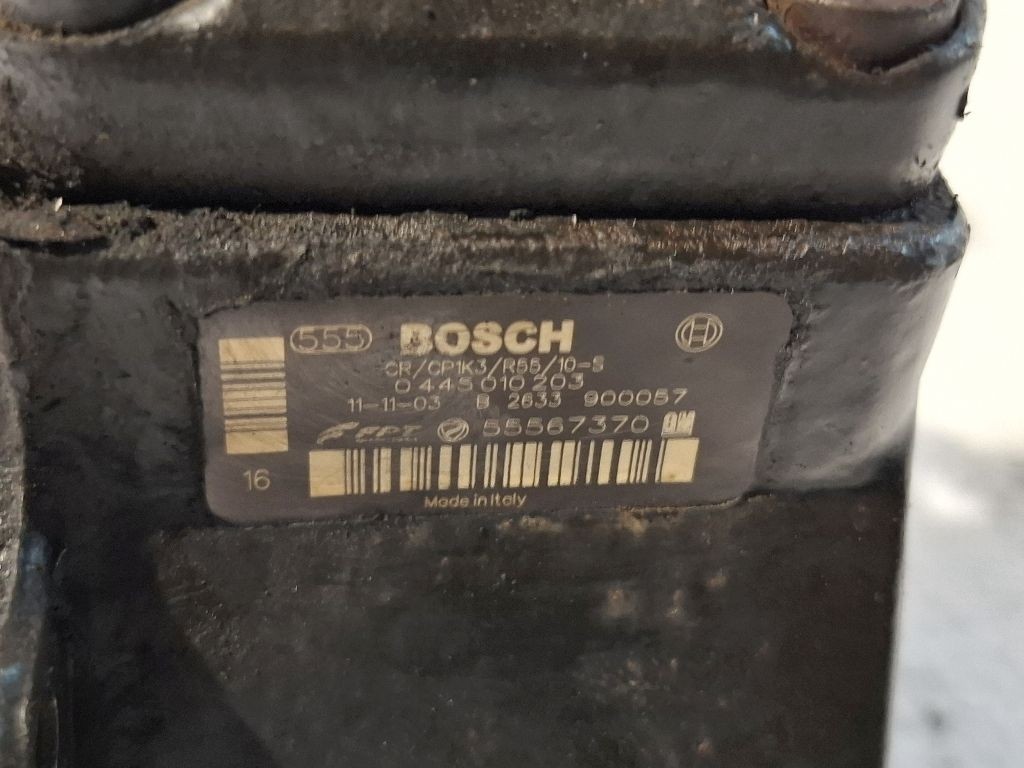 555 BOSCH
CR/CP1K3/R55/10-S
0 445 010 203
11-11-03 B 2633 900057
FPT 55567370 GM
16
Made in Italy